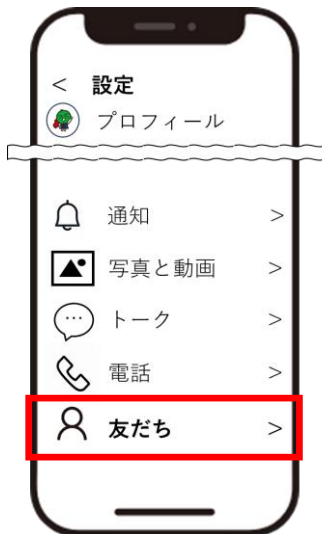 < 設定
プロフィール
通知 >
写真と動画 >
トーク >
電話 >
友だち >